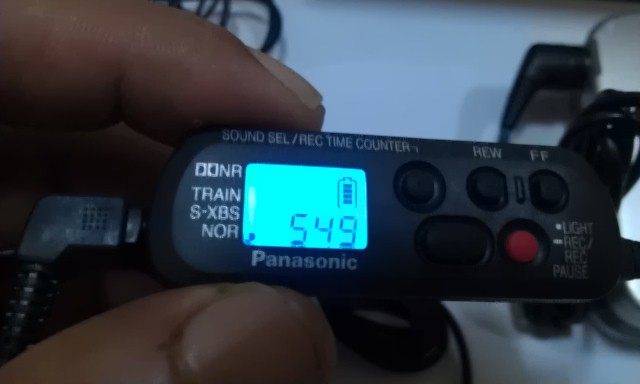 SOUND SEL/REC TIME COUNTER
REW FF
NR
TRAIN
S-XBS
NOR
549
Panasonic
LIGHT
REC/
REC
PAUSE